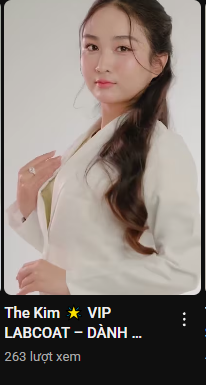 The Kim ⭐ VIP
LABCOAT – DÀNH ...
263 lượt xem